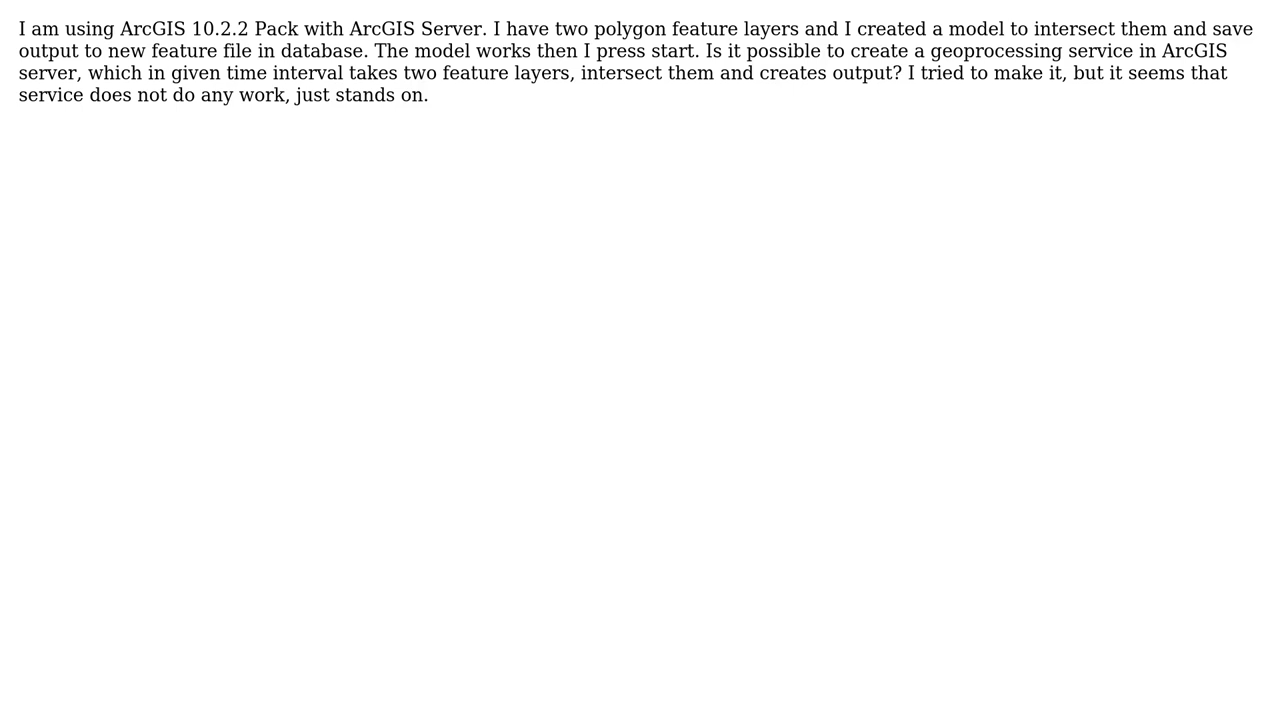 I am using ArcGIS 10.2.2 Pack with ArcGIS Server. I have two polygon feature layers and I created a model to intersect them and save
output to new feature file in database. The model works then I press start. Is it possible to create a geoprocessing service in ArcGIS
server, which in given time interval takes two feature layers, intersect them and creates output? I tried to make it, but it seems that
service does not do any work, just stands on.